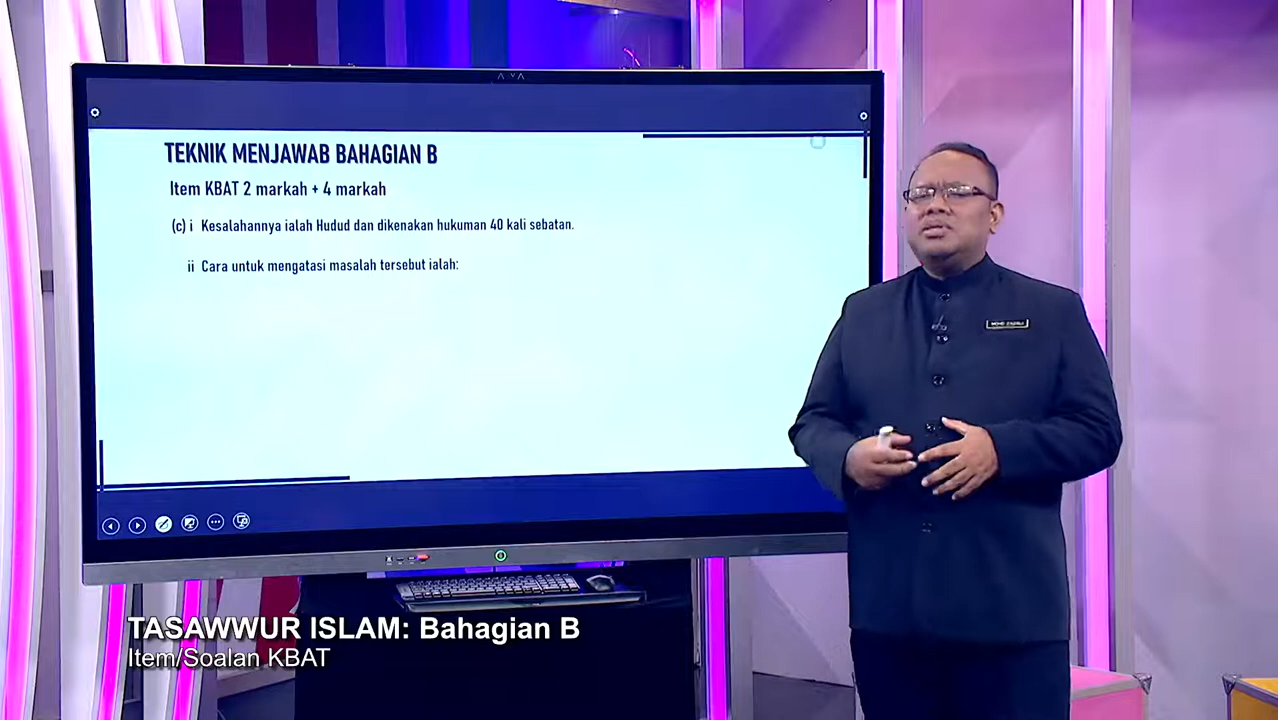 TEKNIK MENJAWAB BAHAGIAN B
Item KBAT 2 markah + 4 markah
(c) i Kesalahannya ialah Hudud dan dikenakan hukuman 40 kali sebatan.
ii Cara untuk mengatasi masalah tersebut ialah:
TASAWWUR ISLAM: Bahagian B
Item/Soalan KBAT